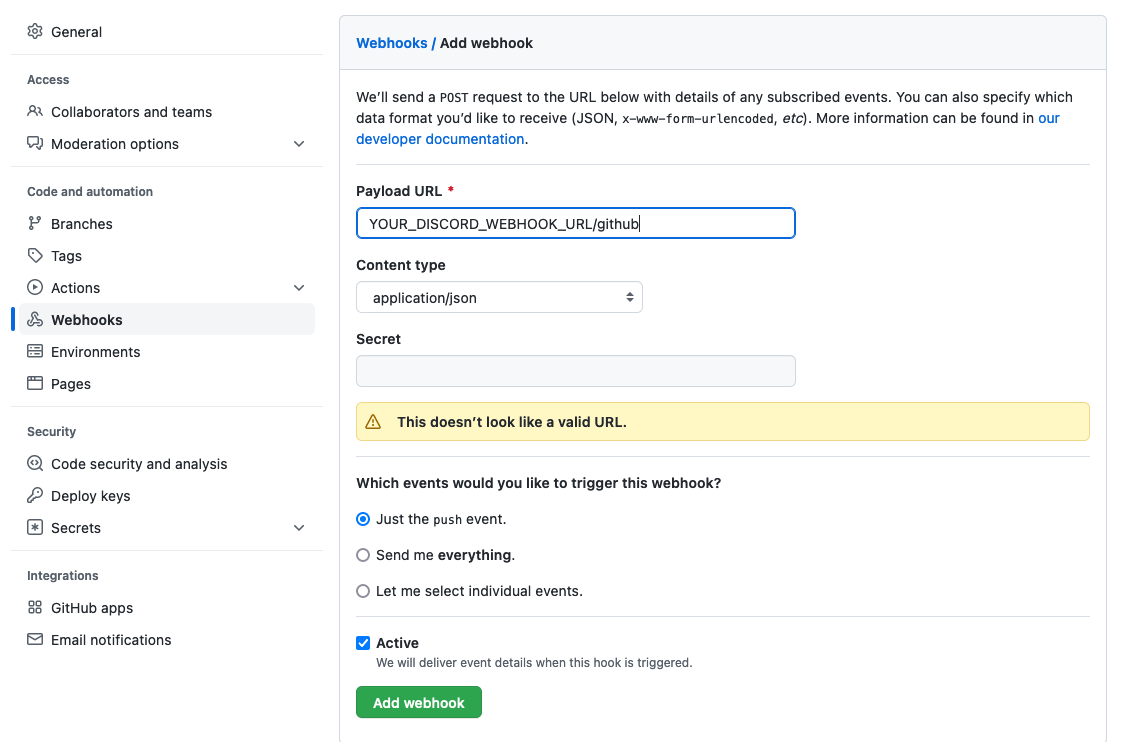 General
Access
Collaborators and teams
Moderation options
Code and automation
Branches
Tags
Actions
Webhooks
Environments
Pages
Security
Code security and analysis
Deploy keys
Secrets
Integrations
GitHub apps
Email notifications
Webhooks / Add webhook
We’ll send a POST request to the URL below with details of any subscribed events. You can also specify which
data format you’d like to receive (JSON, x-www-form-urlencoded, etc). More information can be found in our
developer documentation.
Payload URL *
YOUR_DISCORD_WEBHOOK_URL/github
Content type
application/json
Secret
This doesn’t look like a valid URL.
Which events would you like to trigger this webhook?
Just the push event.
Send me everything.
Let me select individual events.
Active
We will deliver event details when this hook is triggered.
Add webhook